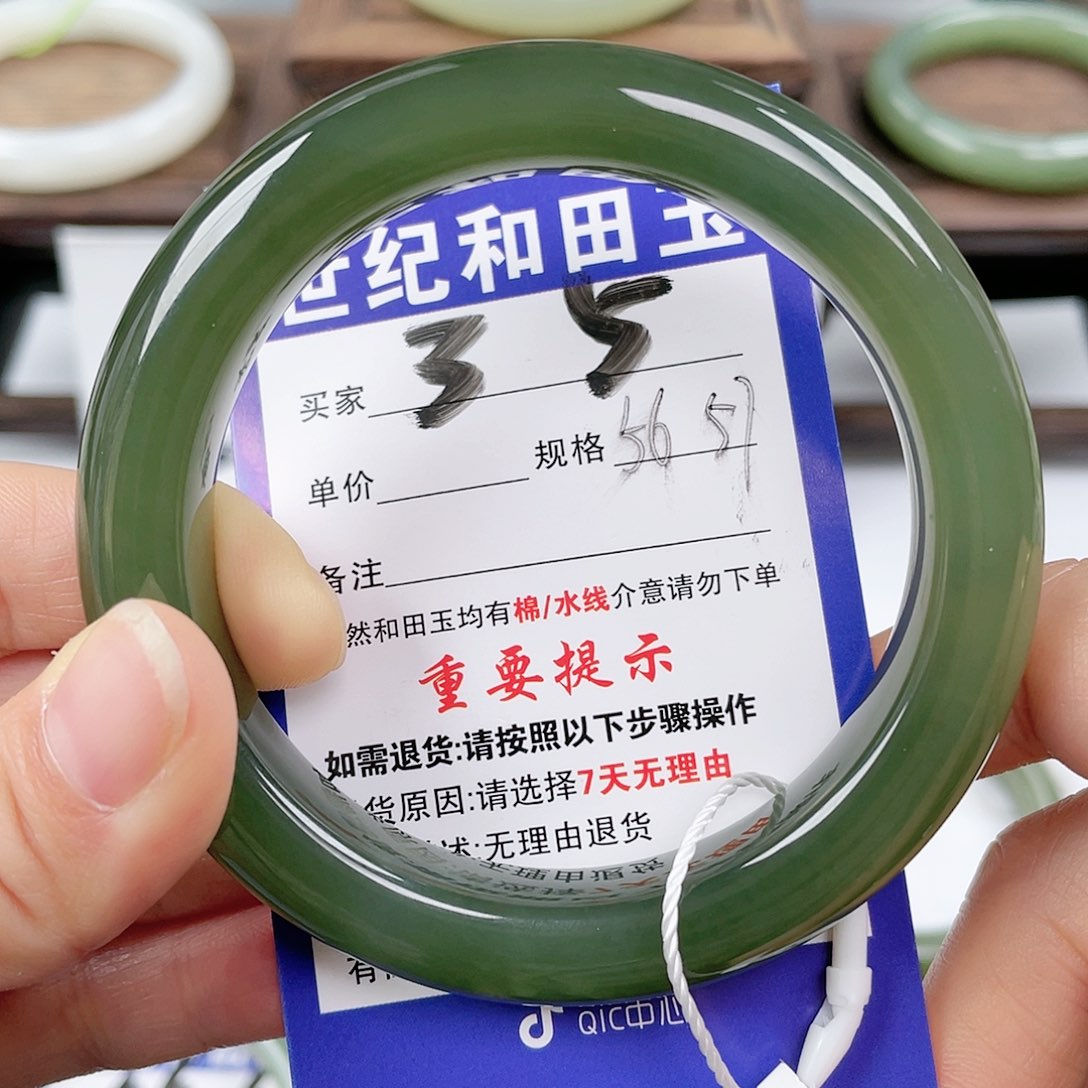 世纪和田玉
买家 35
单价 规格 56 57
备注
然和田玉均有棉/水线介意请勿下单
重要提示
如需退货:请按照以下步骤操作
货原因:请选择7天无理由
述:无理由退货
有
QIC中心